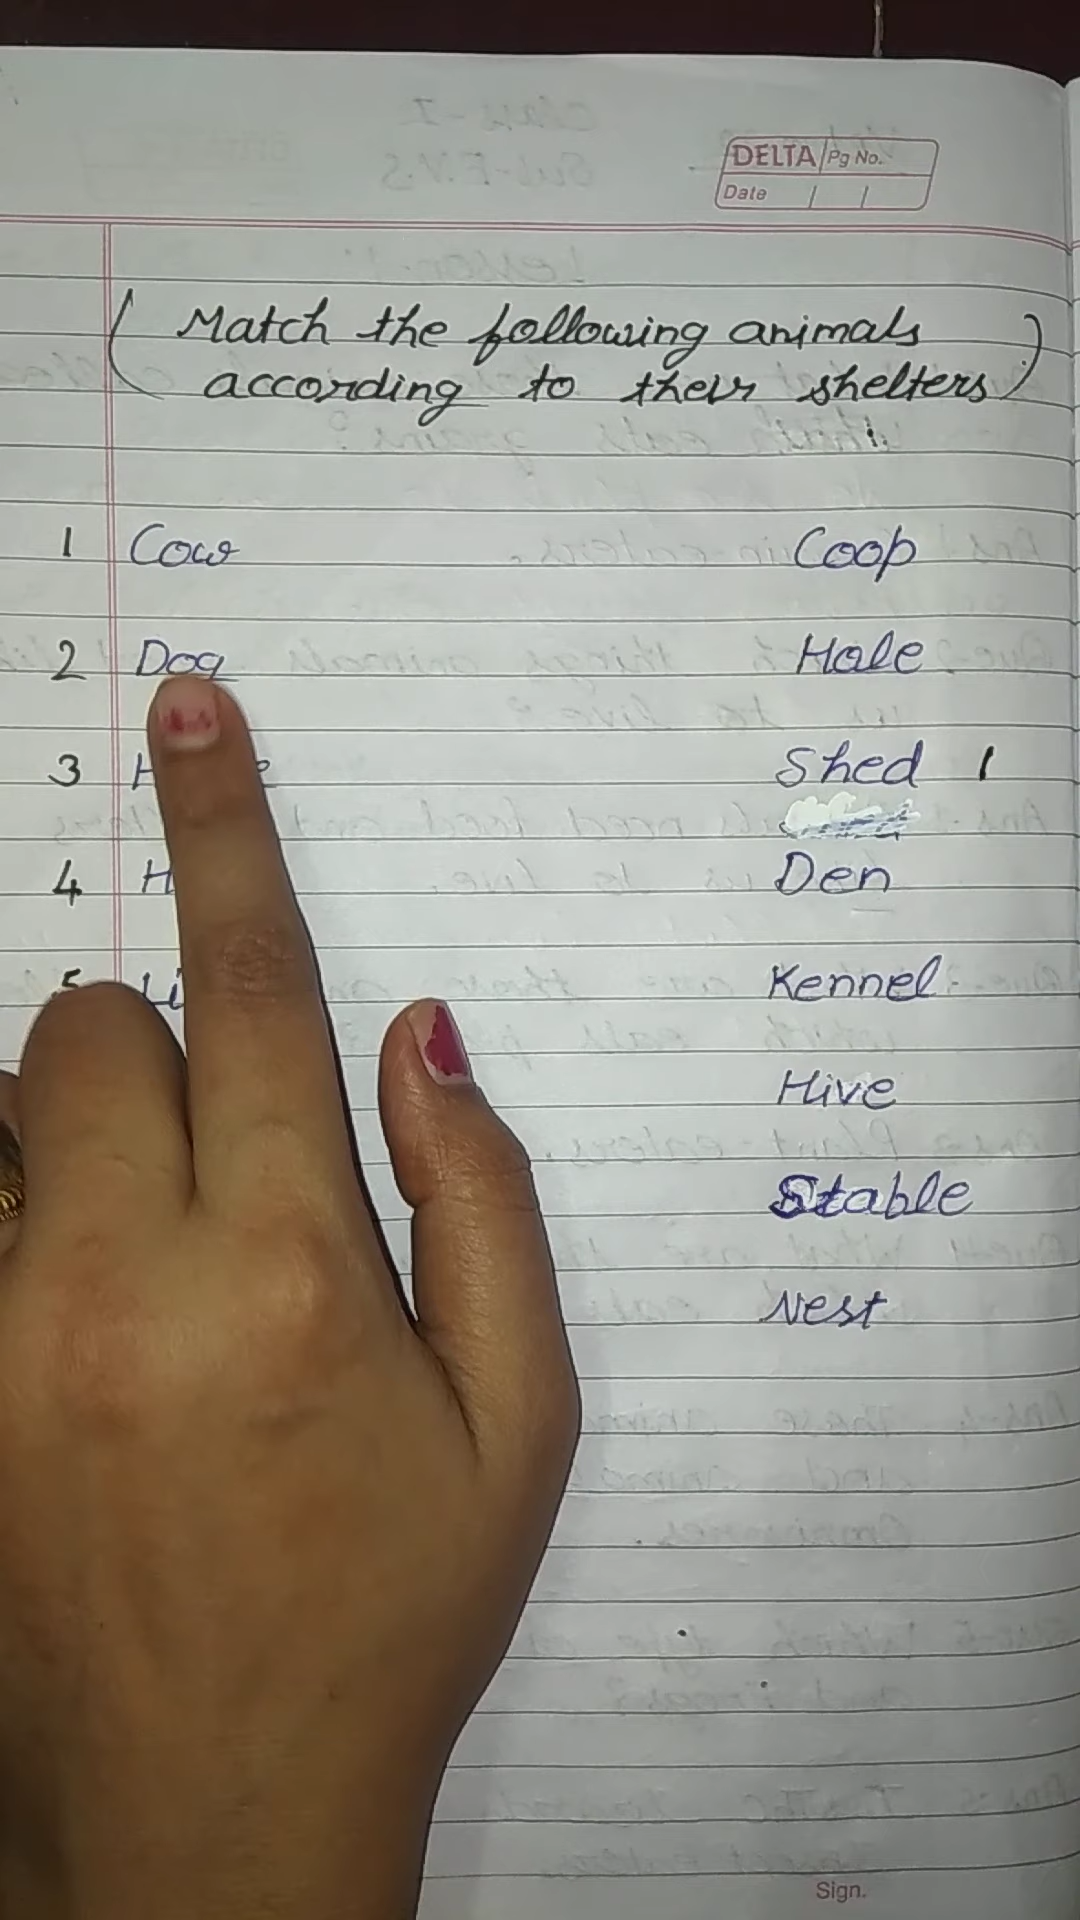 DELTA Pg No.
Date / /
( Match the following animals
according to their shelters )
1 Cow Coop
2 Dog Hole
3 Shed 1
4 Den
5 Kennel
Hive
Stable
Nest
Sign.